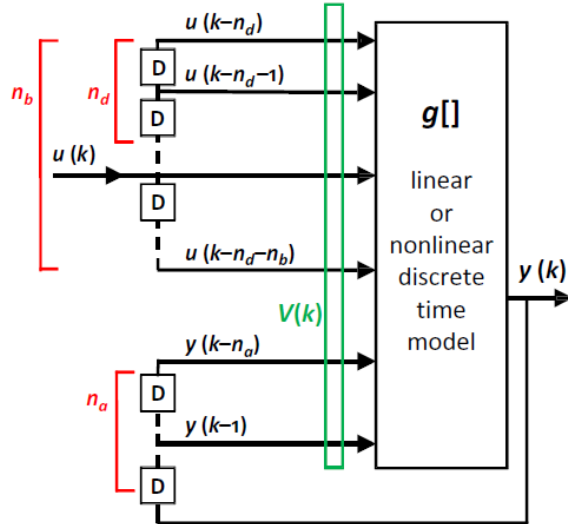 u (k–n_d)
D
u (k–n_d–1)
n_b
n_d
D
g[]
u (k)
linear
or
nonlinear
discrete
time
model
D
u (k–n_d–n_b)
y (k)
V(k)
y (k–n_a)
D
n_a
y (k–1)
D